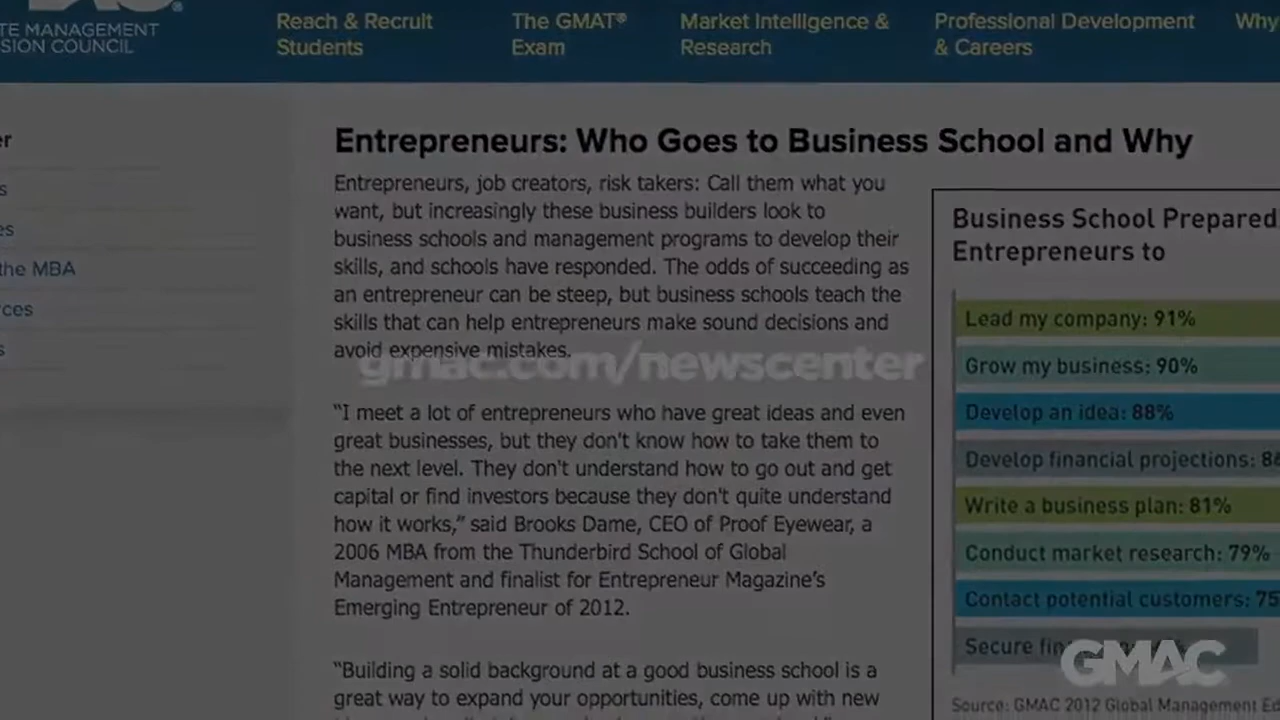 TE MANAGEMENT
SION COUNCIL
Reach & Recruit
Students
The GMAT®
Exam
Market Intelligence &
Research
Professional Development
& Careers
Why
er
s
es
the MBA
rces
s
Entrepreneurs: Who Goes to Business School and Why
Entrepreneurs, job creators, risk takers: Call them what you
want, but increasingly these business builders look to
business schools and management programs to develop their
skills, and schools have responded. The odds of succeeding as
an entrepreneur can be steep, but business schools teach the
skills that can help entrepreneurs make sound decisions and
avoid expensive mistakes.
gmac.com/newscenter
“I meet a lot of entrepreneurs who have great ideas and even
great businesses, but they don't know how to take them to
the next level. They don't understand how to go out and get
capital or find investors because they don't quite understand
how it works,” said Brooks Dame, CEO of Proof Eyewear, a
2006 MBA from the Thunderbird School of Global
Management and finalist for Entrepreneur Magazine's
Emerging Entrepreneur of 2012.
“Building a solid background at a good business school is a
great way to expand your opportunities, come up with new
Business School Prepared
Entrepreneurs to
Lead my company: 91%
Grow my business: 90%
Develop an idea: 88%
Develop financial projections:
Write a business plan: 81%
Conduct market research: 79%
Contact potential customers: 75
Secure
GMAC
Source: GMAC 2012 Global Management Ed